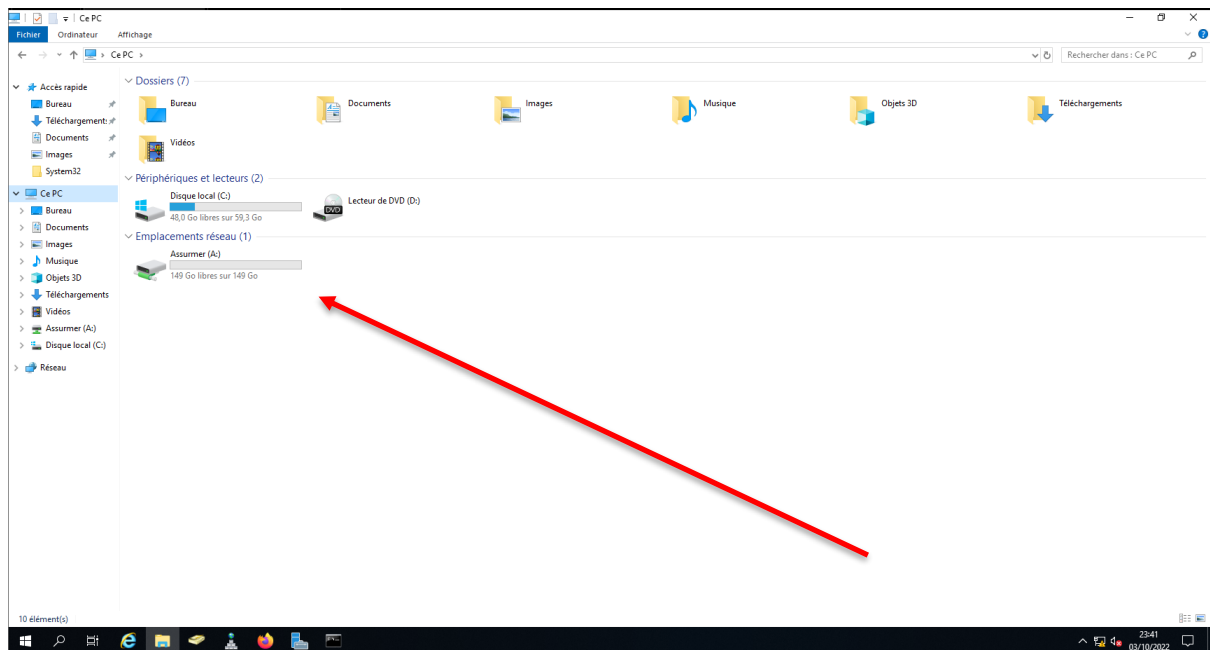 Ce PC
Fichier Ordinateur Affichage
Ce PC
Rechercher dans : Ce PC
Accès rapide
Bureau
Téléchargements
Documents
Images
System32
Ce PC
Bureau
Documents
Images
Musique
Objets 3D
Téléchargements
Vidéos
Assurmer (A:)
Disque local (C:)
Réseau
Dossiers (7)
Bureau
Documents
Images
Musique
Objets 3D
Téléchargements
Vidéos
Périphériques et lecteurs (2)
Disque local (C:)
48,0 Go libres sur 59,3 Go
DVD
Lecteur de DVD (D:)
Emplacements réseau (1)
Assurmer (A:)
149 Go libres sur 149 Go
10 élément(s)
23:41
03/10/2022